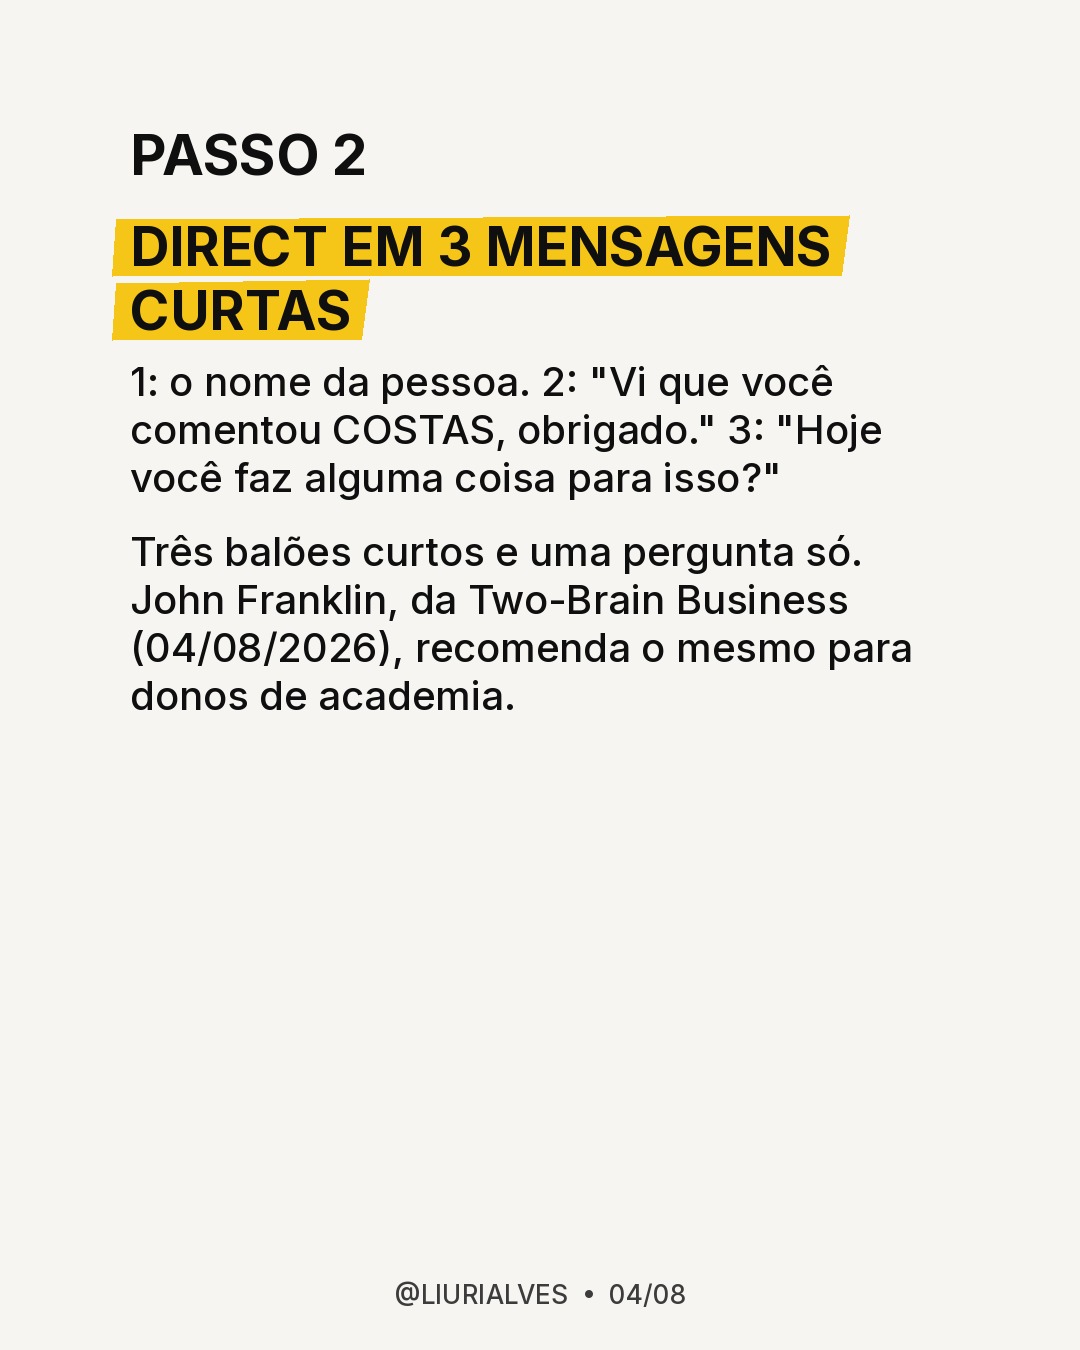 PASSO 2
DIRECT EM 3 MENSAGENS
CURTAS
1: o nome da pessoa. 2: "Vi que você
comentou COSTAS, obrigado." 3: "Hoje
você faz alguma coisa para isso?"
Três balões curtos e uma pergunta só.
John Franklin, da Two-Brain Business
(04/08/2026), recomenda o mesmo para
donos de academia.
@LIURIALVES • 04/08